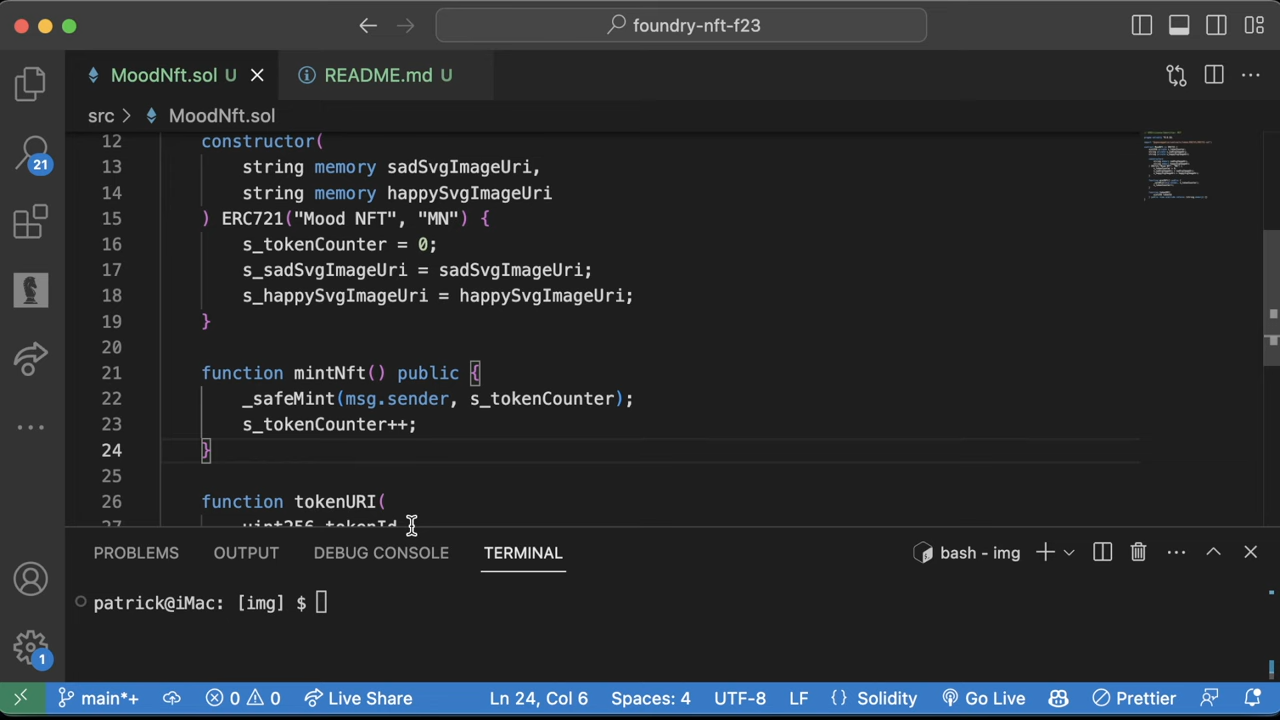 foundry-nft-f23
MoodNft.sol U
README.md U
src > MoodNft.sol
21
12 constructor(
13 string memory sadSvgImageUri,
14 string memory happySvgImageUri
15 ) ERC721("Mood NFT", "MN") {
16 s_tokenCounter = 0;
17 s_sadSvgImageUri = sadSvgImageUri;
18 s_happySvgImageUri = happySvgImageUri;
19 }
20
21 function mintNft() public {
22 _safeMint(msg.sender, s_tokenCounter);
23 s_tokenCounter++;
24 }
25
26 function tokenURI(
27 uint256 tokenId
PROBLEMS OUTPUT DEBUG CONSOLE TERMINAL bash - img
patrick@iMac: [img] $
1
main*+ 0 0 Live Share Ln 24, Col 6 Spaces: 4 UTF-8 LF {} Solidity Go Live Prettier